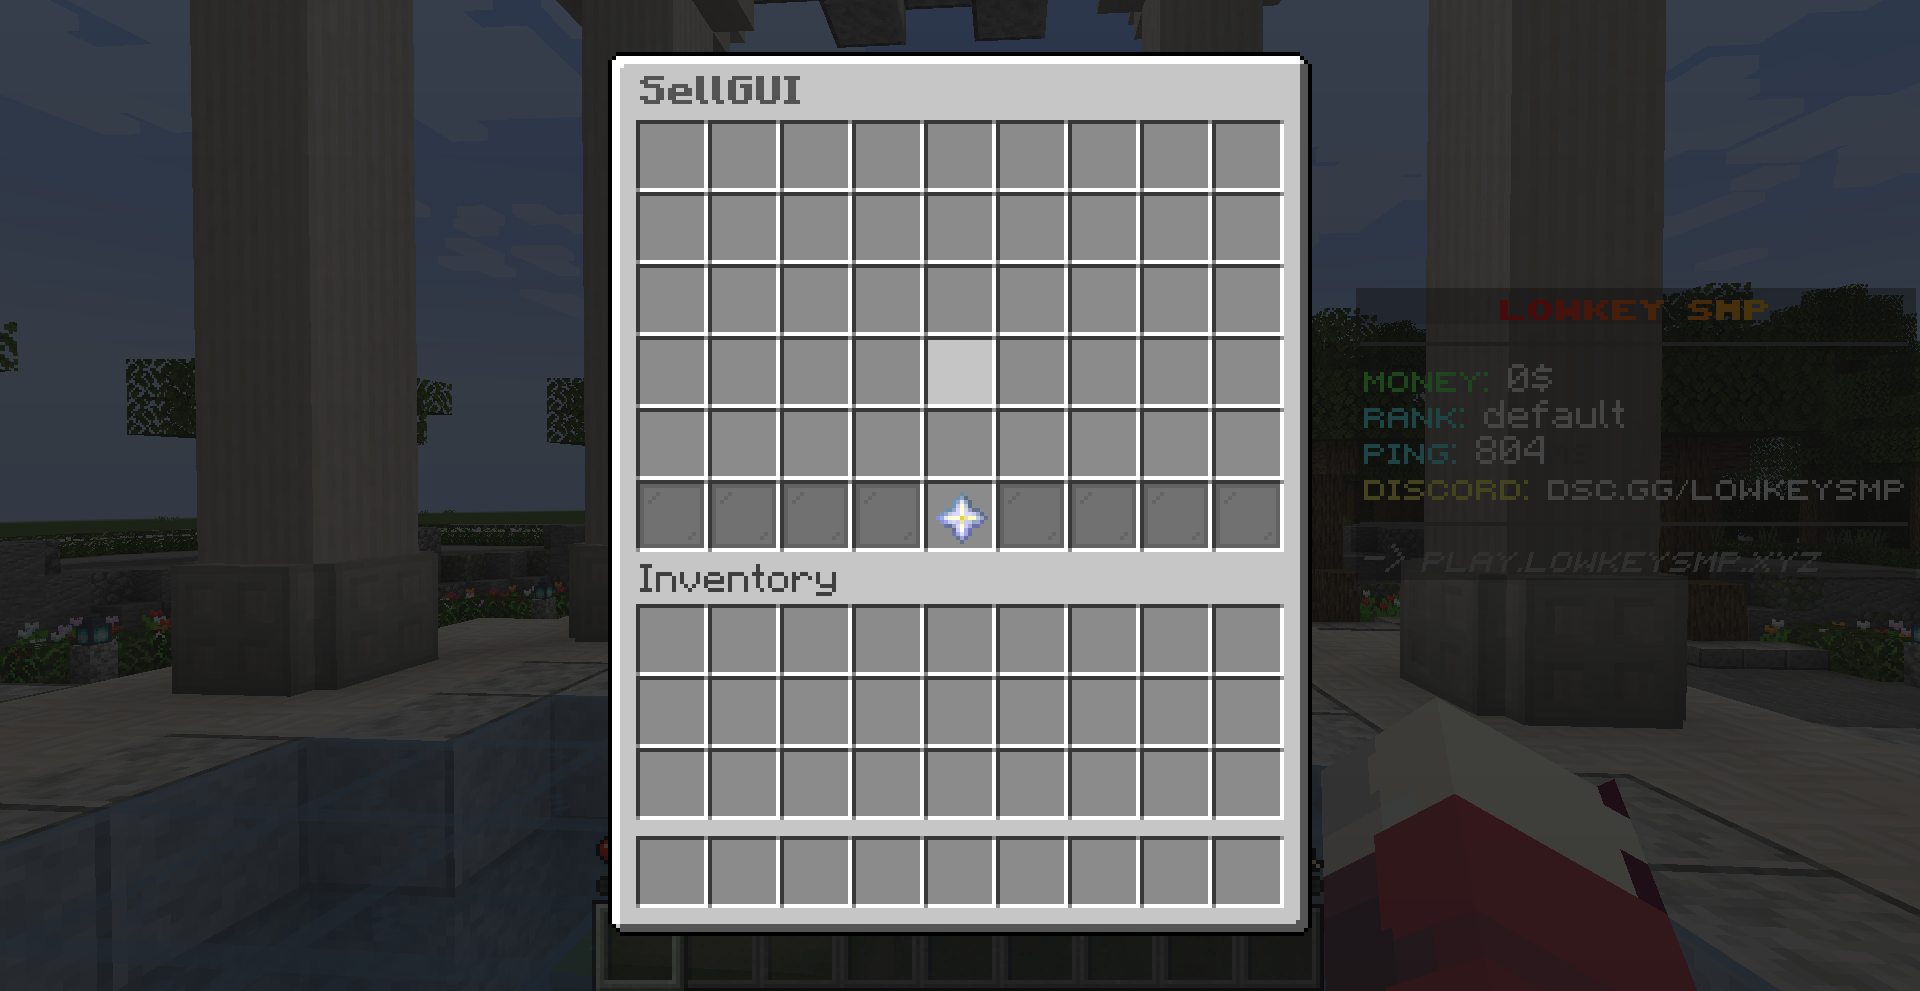 SellGUI
Inventory
LOWKEY SMP
MONEY: 0$
RANK: default
PING: 804
DISCORD: DSC.GG/LOWKEYSMP
-> PLAY.LOWKEYSMP.XYZ